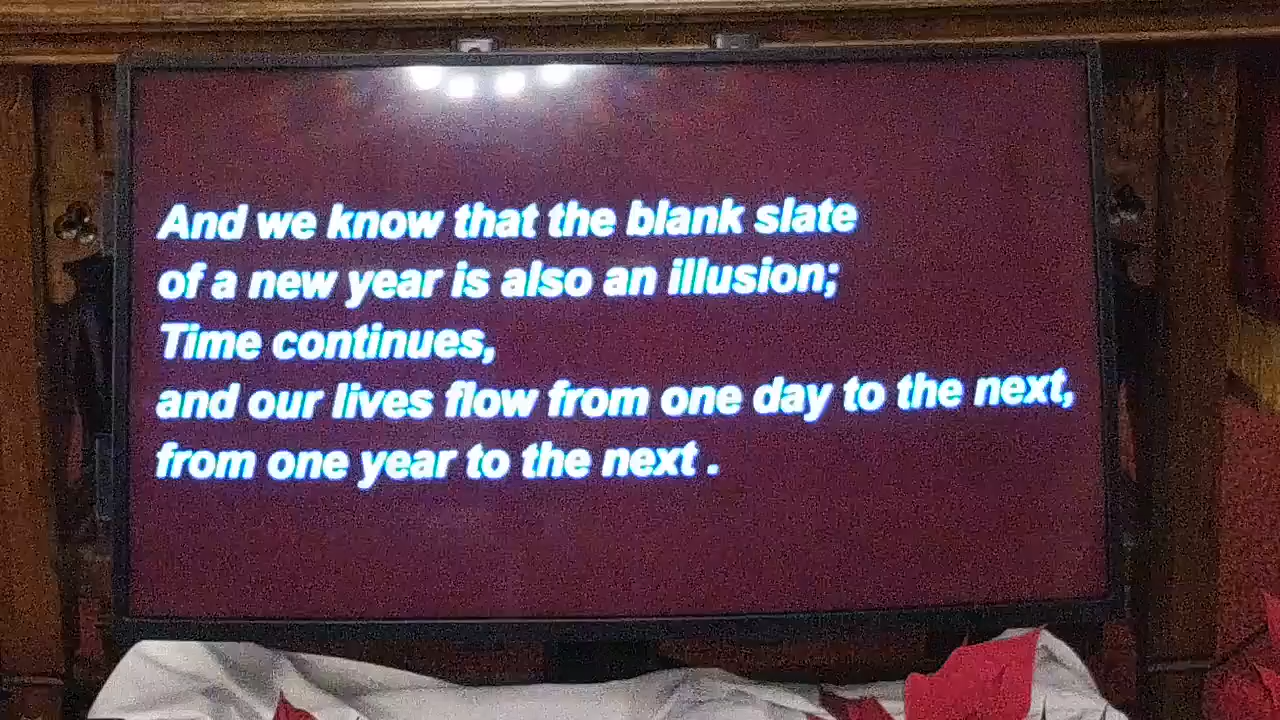 And we know that the blank slate
of a new year is also an illusion;
Time continues,
and our lives flow from one day to the next,
from one year to the next .